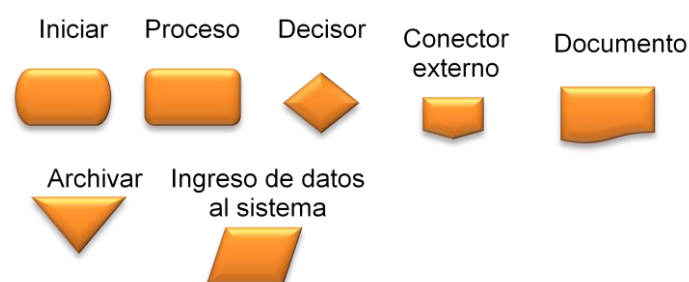 Iniciar
Proceso
Decisor
Conector
externo
Documento
Archivar
Ingreso de datos
al sistema